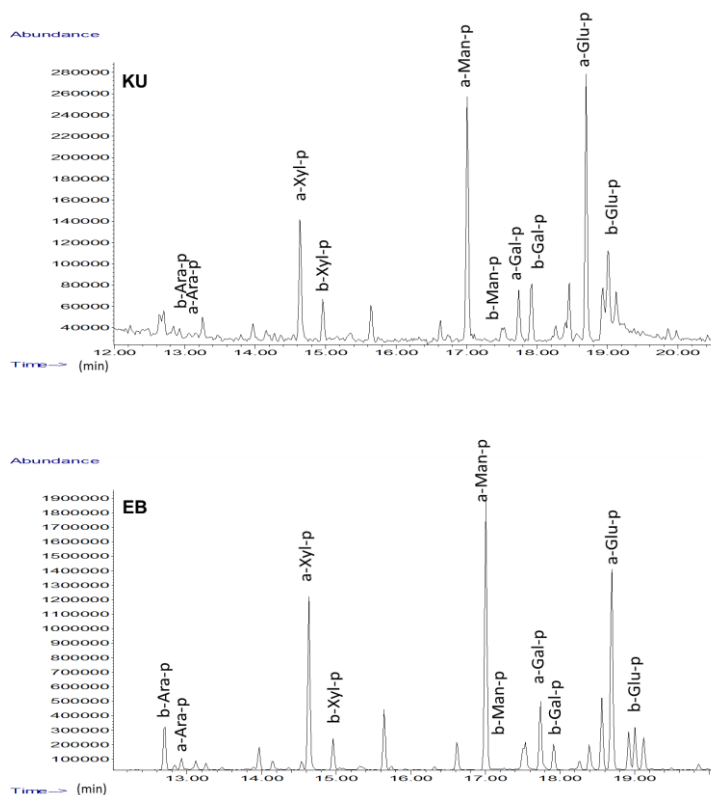 Abundance
KU
a-Glu-p
a-Man-p
280000
260000
240000
220000
200000
180000
160000
140000
120000
100000
80000
60000
40000
a-Xyl-p
b-Glu-p
b-Gal-p
a-Gal-p
b-Man-p
b-Xyl-p
b-Ara-p
a-Ara-p
12.00 13.00 14.00 15.00 16.00 17.00 18.00 19.00 20.00
Time--> (min)
Abundance
a-Man-p
EB
1900000
1800000
1700000
1600000
1500000
1400000
1300000
1200000
1100000
1000000
900000
800000
700000
600000
500000
400000
300000
200000
100000
a-Glu-p
a-Xyl-p
a-Gal-p
b-Glu-p
b-Ara-p
b-Xyl-p
b-Man-p
b-Gal-p
a-Ara-p
13.00 14.00 15.00 16.00 17.00 18.00 19.00
Time--> (min)